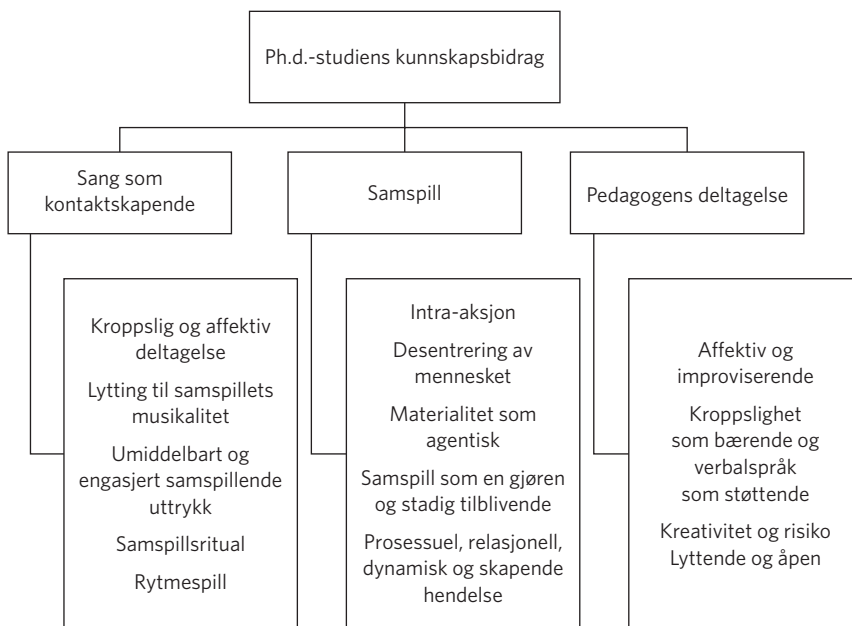 Ph.d.-studiens kunnskapsbidrag
Sang som
kontaktskapende
Samspill
Pedagogens deltagelse
Kroppslig og affektiv
deltagelse
Lytting til samspillets
musikalitet
Umiddelbart og
engasjert samspillende
uttrykk
Samspillsritual
Rytmespill
Intra-aksjon
Desentrering av
mennesket
Materialitet som
agentisk
Samspill som en gjøren
og stadig tilblivende
Prosessuel, relasjonell,
dynamisk og skapende
hendelse
Affektiv og
improviserende
Kroppslighet
som bærende og
verbalspråk
som støttende
Kreativitet og risiko
Lyttende og åpen